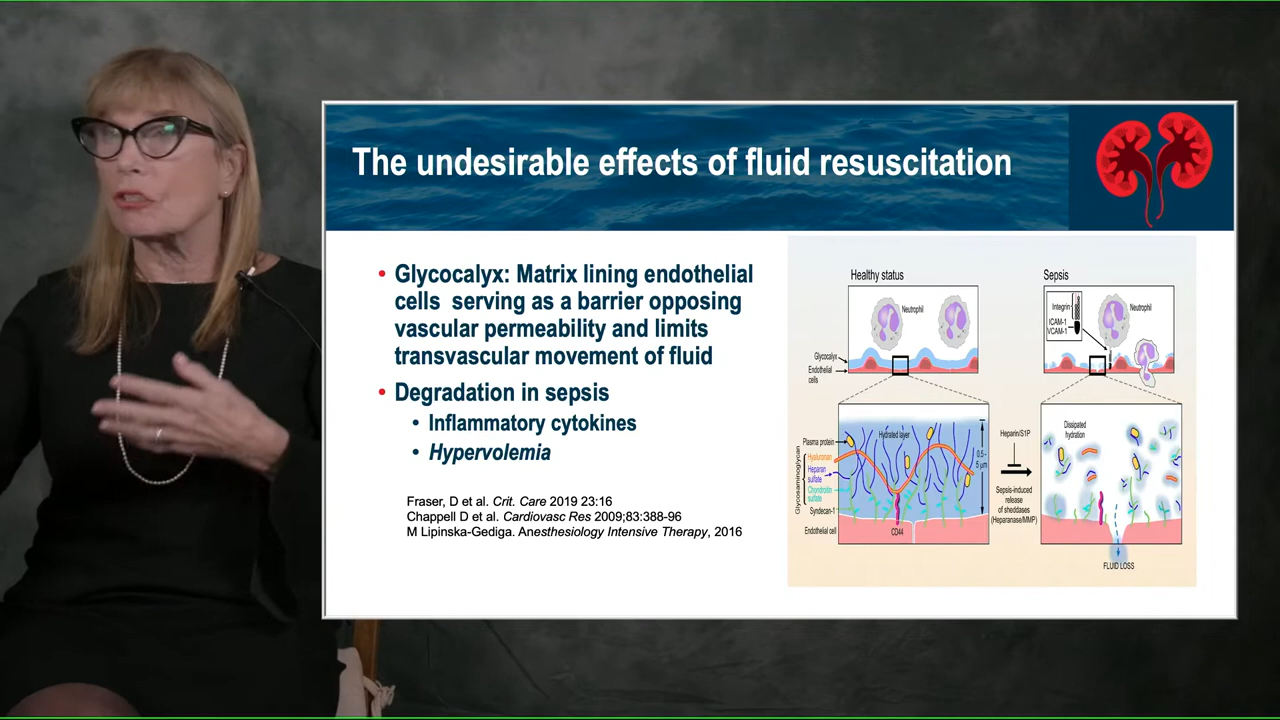 The undesirable effects of fluid resuscitation
• Glycocalyx: Matrix lining endothelial
cells serving as a barrier opposing
vascular permeability and limits
transvascular movement of fluid
• Degradation in sepsis
• Inflammatory cytokines
• Hypervolemia
Fraser, D et al. Crit. Care 2019 23:16
Chappell D et al. Cardiovasc Res 2009;83:388-96
M Lipinska-Gediga. Anesthesiology Intensive Therapy, 2016
Healthy status
Neutrophil
Glycocalyx
Endothelial
cells
Plasma protein
Hydrated layer
Glycosaminoglycan
Hyaluronan
Heparan
sulfate
Chondroitin
sulfate
Syndecan-1
Endothelial cell
CD44
0.5-
5 μm
Heparin/S1P
Sepsis-induced
release
of sheddases
(Heparanase/MMP)
Sepsis
Integrin
ICAM-1
VCAM-1
Neutrophil
Dissipated
hydration
FLUID LOSS